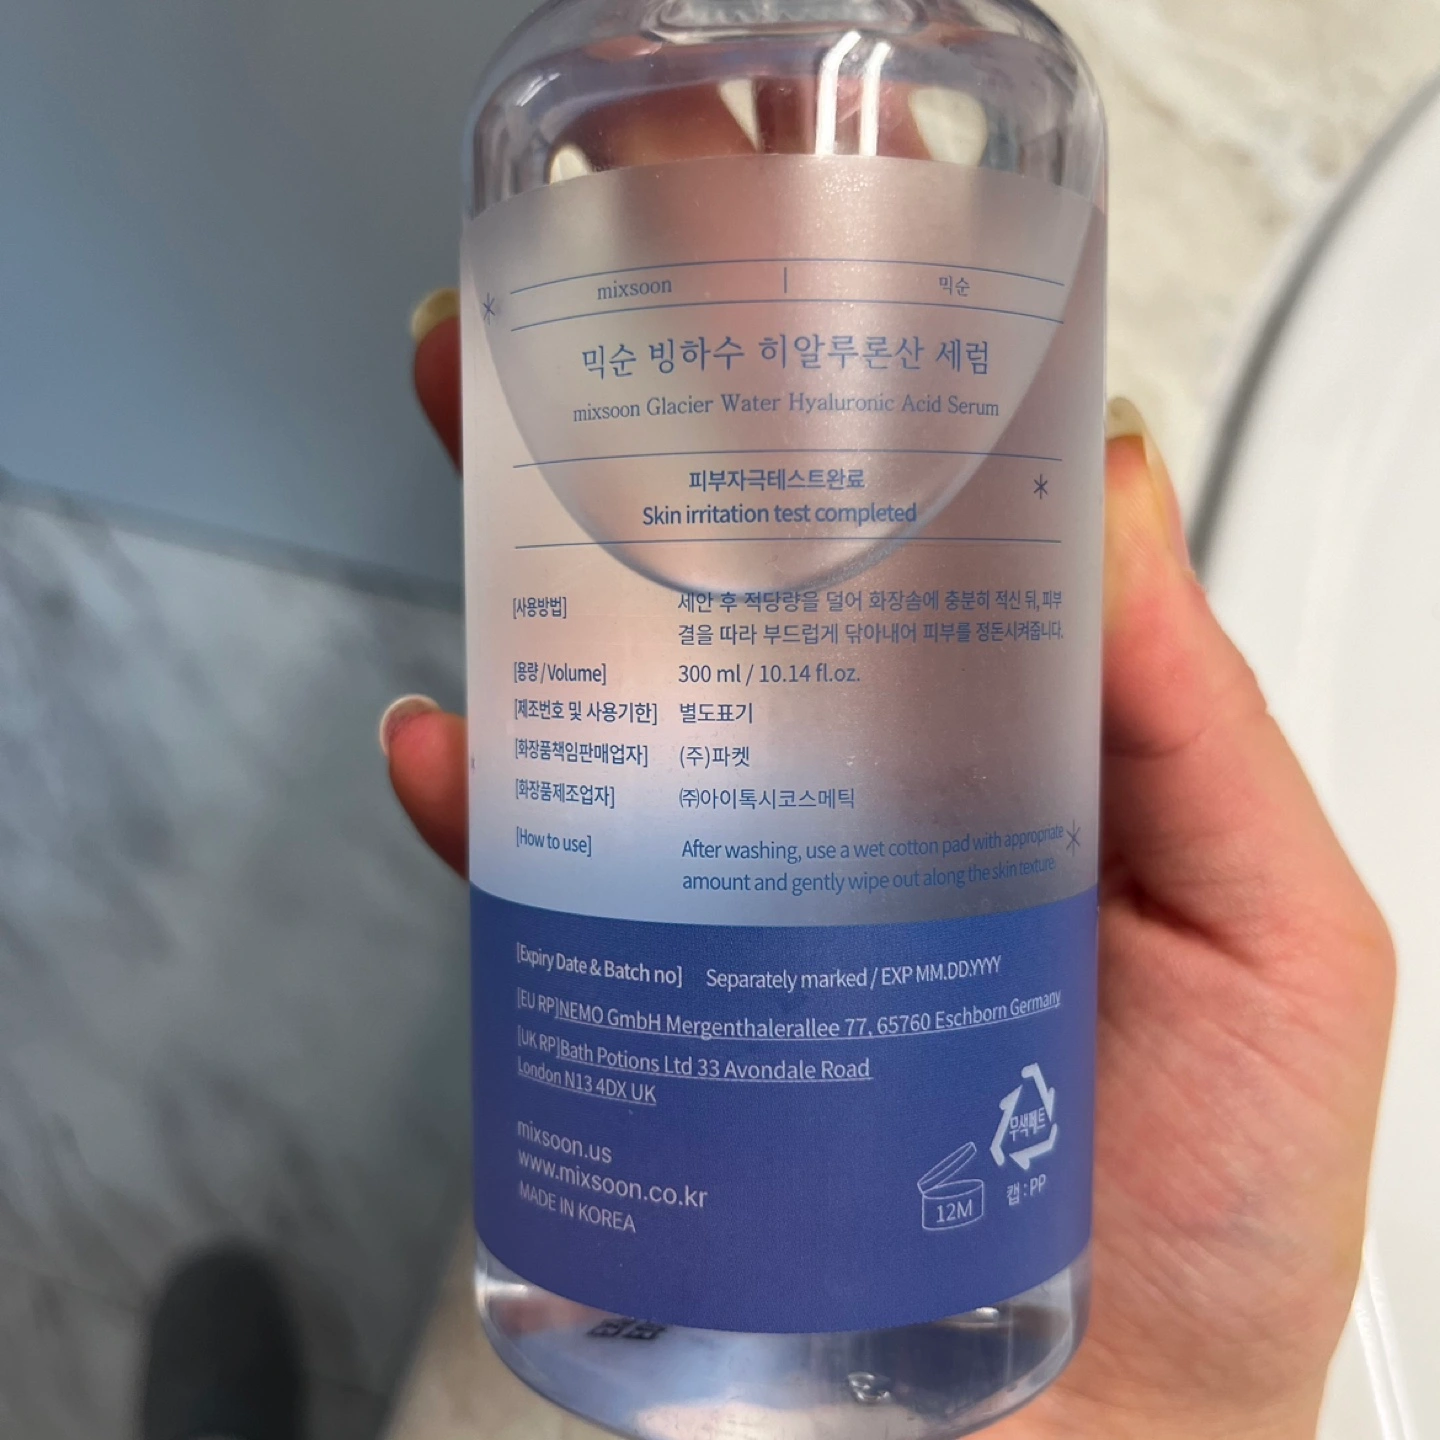 mixsoon | 믹순
믹순 빙하수 히알루론산 세럼
mixsoon Glacier Water Hyaluronic Acid Serum
피부자극테스트완료
Skin irritation test completed
[사용방법] 세안 후 적당량을 덜어 화장솜에 충분히 적신 뒤, 피부
결을 따라 부드럽게 닦아내어 피부를 정돈시켜줍니다.
[용량/Volume] 300 ml / 10.14 fl.oz.
[제조번호 및 사용기한] 별도표기
[화장품책임판매업자] (주)파켓
[화장품제조업자] ㈜아이톡시코스메틱
[How to use] After washing, use a wet cotton pad with appropriate
amount and gently wipe out along the skin texture.
[Expiry Date & Batch no] Separately marked / EXP MM.DD.YYYY
[EU RP]NEMO GmbH Mergenthalerallee 77, 65760 Eschborn Germany
[UK RP]Bath Potions Ltd 33 Avondale Road
London N13 4DX UK
mixsoon.us
www.mixsoon.co.kr
MADE IN KOREA
12M
무색페트
캡 : PP